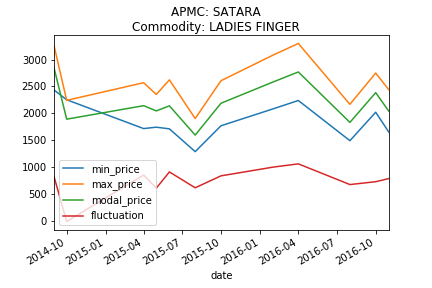 APMC: SATARA
Commodity: LADIES FINGER
3000
2500
2000
1500
1000
500
0
min_price
max_price
modal_price
fluctuation
2014-10
2015-01
2015-04
2015-07
2015-10
2016-01
2016-04
2016-07
2016-10
date